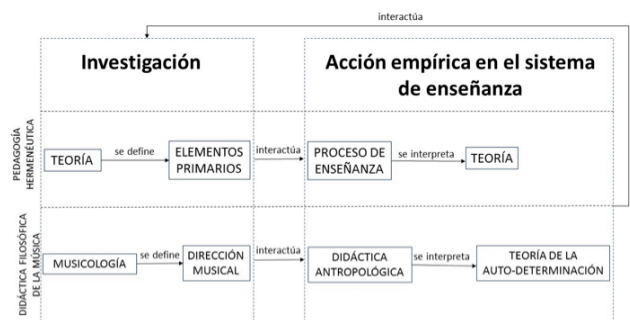 interactúa
Investigación
Acción empírica en el sistema
de enseñanza
PEDAGOGÍA
HERMENÉUTICA
TEORÍA
se define
ELEMENTOS
PRIMARIOS
interactúa
PROCESO DE
ENSEÑANZA
se interpreta
TEORÍA
DIDÁCTICA FILOSÓFICA
DE LA MÚSICA
MUSICOLOGÍA
se define
DIRECCIÓN
MUSICAL
interactúa
DIDÁCTICA
ANTROPOLÓGICA
se interpreta
TEORÍA DE LA
AUTO-DETERMINACIÓN